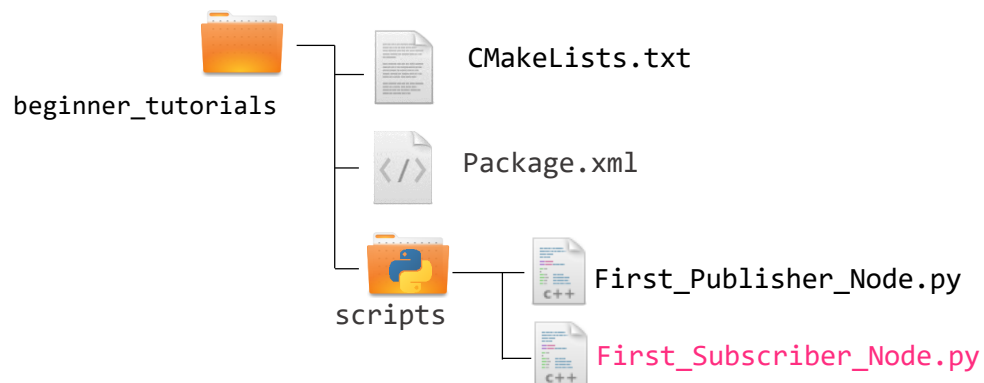 CMakeLists.txt
beginner_tutorials
</>
Package.xml
c++
First_Publisher_Node.py
scripts
c++
First_Subscriber_Node.py